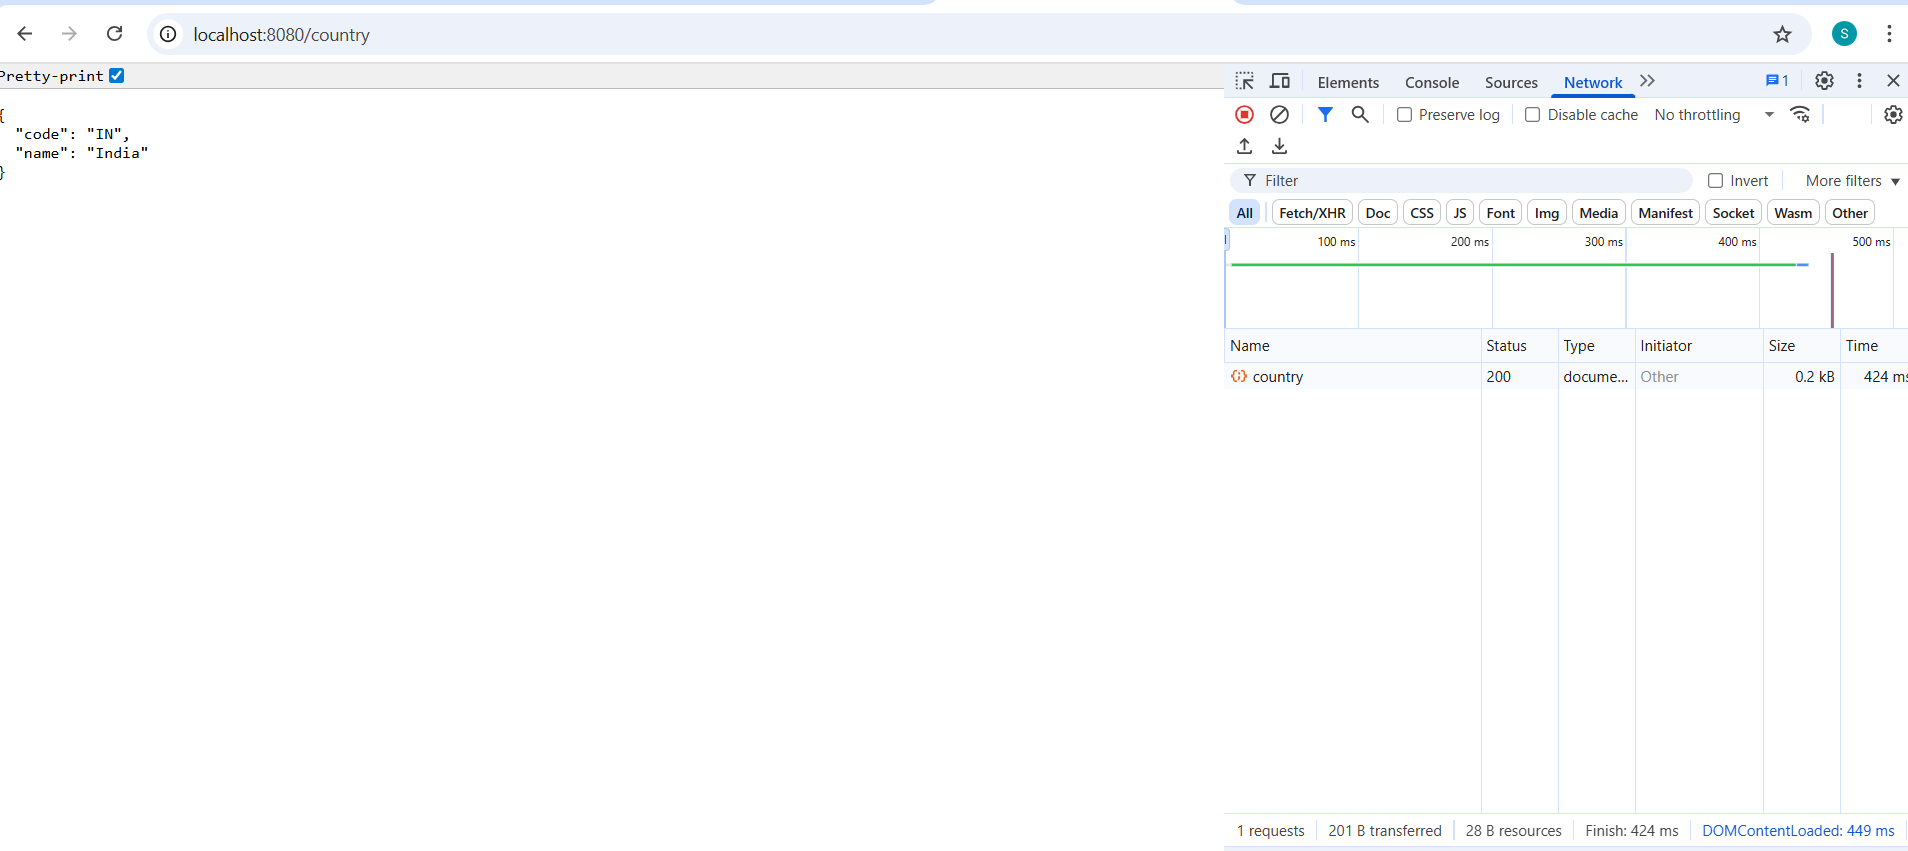 localhost:8080/country
S
Pretty-print
{
"code": "IN",
"name": "India"
}
Elements Console Sources Network 1
Preserve log Disable cache No throttling
Filter Invert More filters
All Fetch/XHR Doc CSS JS Font Img Media Manifest Socket Wasm Other
100 ms 200 ms 300 ms 400 ms 500 ms
Name Status Type Initiator Size Time
country 200 docume... Other 0.2 kB 424 ms
1 requests 201 B transferred 28 B resources Finish: 424 ms DOMContentLoaded: 449 ms